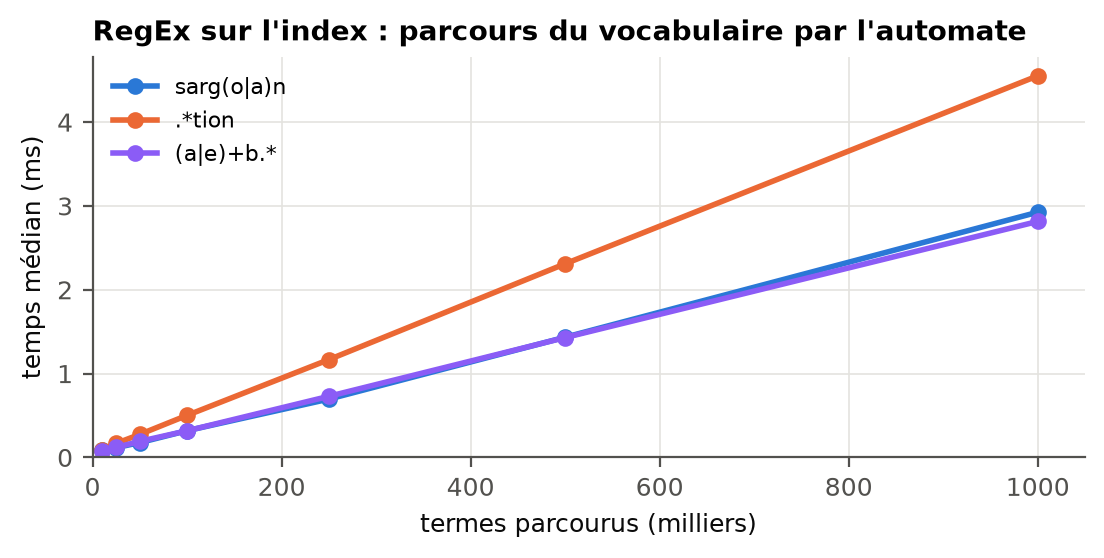 RegEx sur l'index : parcours du vocabulaire par l'automate
sarg(o|a)n
.*tion
(a|e)+b.*
temps médian (ms)
4
3
2
1
0
0 200 400 600 800 1000
termes parcourus (milliers)